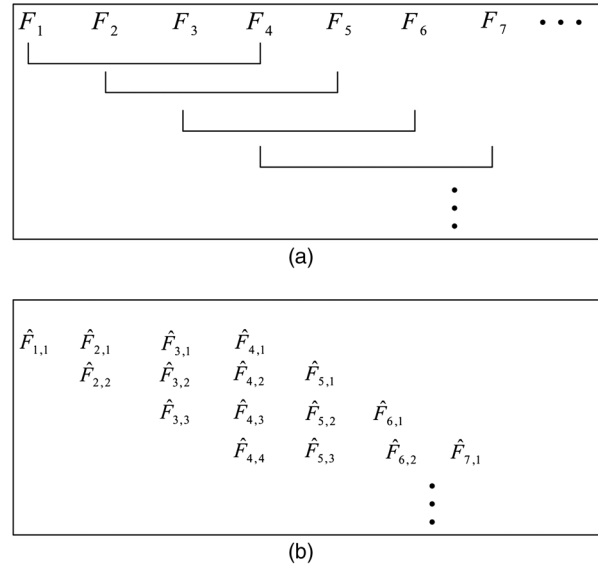 F₁ F₂ F₃ F₄ F₅ F₆ F₇ • • •
(a)
F̂₁,₁ F̂₂,₁ F̂₃,₁ F̂₄,₁
F̂₂,₂ F̂₃,₂ F̂₄,₂ F̂₅,₁
F̂₃,₃ F̂₄,₃ F̂₅,₂ F̂₆,₁
F̂₄,₄ F̂₅,₃ F̂₆,₂ F̂₇,₁
(b)